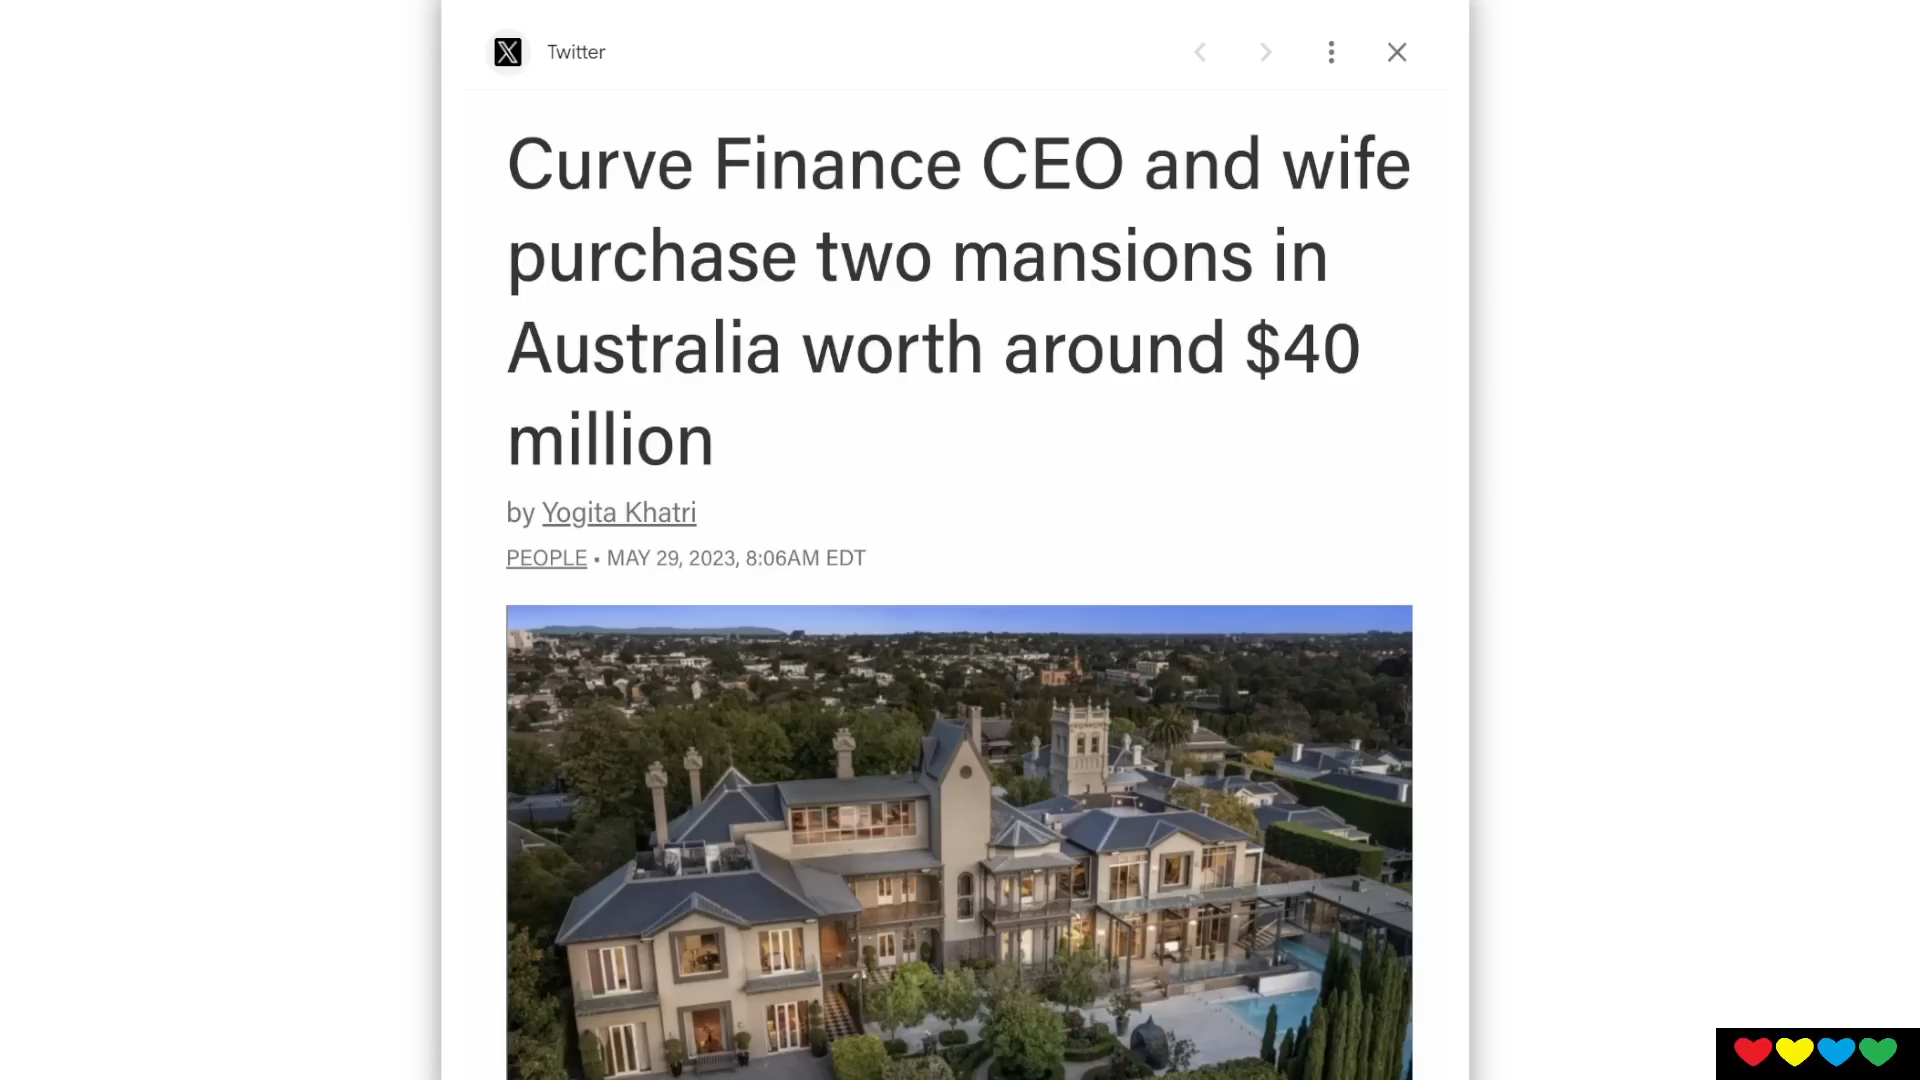 Twitter
Curve Finance CEO and wife
purchase two mansions in
Australia worth around $40
million
by Yogita Khatri
PEOPLE • MAY 29, 2023, 8:06AM EDT